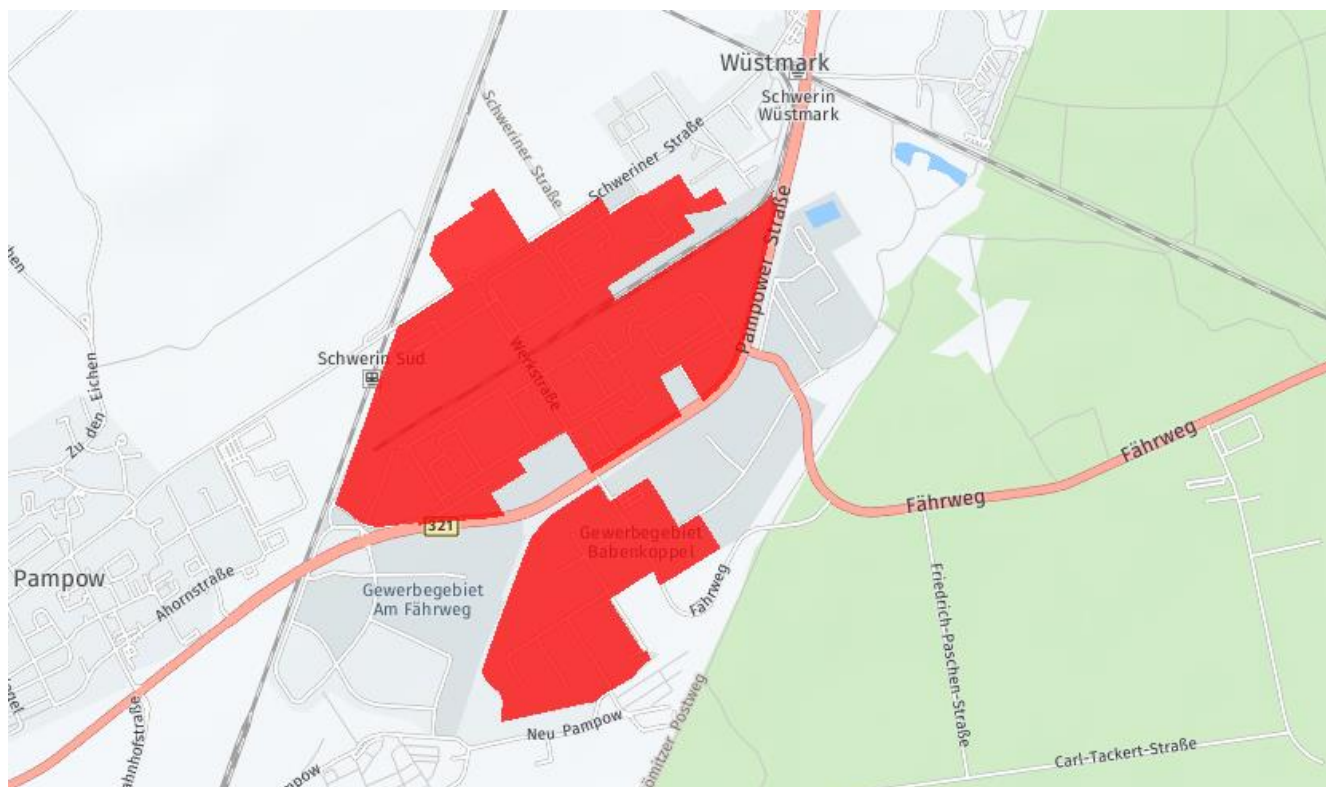 Wüstmark
Schwerin
Wüstmark
Schweriner Straße
Schweriner Straße
Pampower Straße
Zu den Eichen
Schwerin Süd
Werkstraße
Fährweg
Fährweg
321
Gewerbegebiet
Babenkoppel
Pampow
Ahornstraße
Gewerbegebiet
Am Fährweg
Fährweg
Friedrich-Paschen-Straße
Neu Pampow
Carl-Tackert-Straße